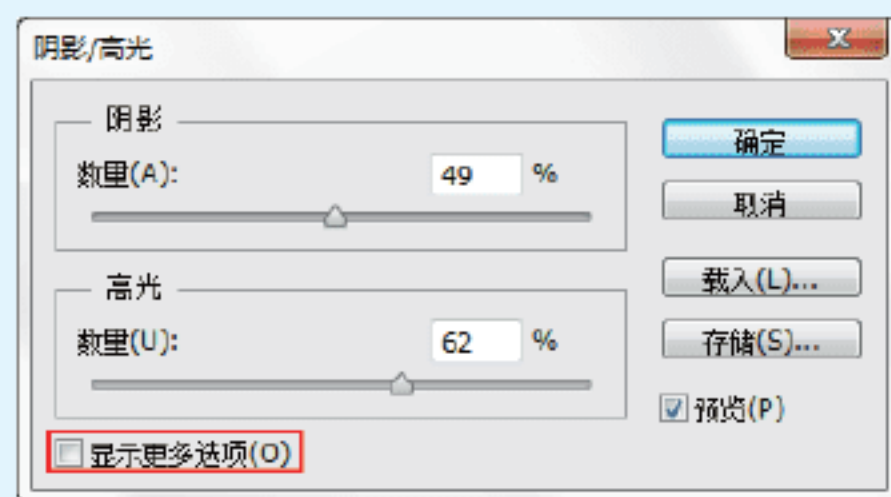 阴影/高光
阴影
数量(A): 49 %
高光
数量(U): 62 %
显示更多选项(O)
确定
取消
载入(L)...
存储(S)...
预览(P)